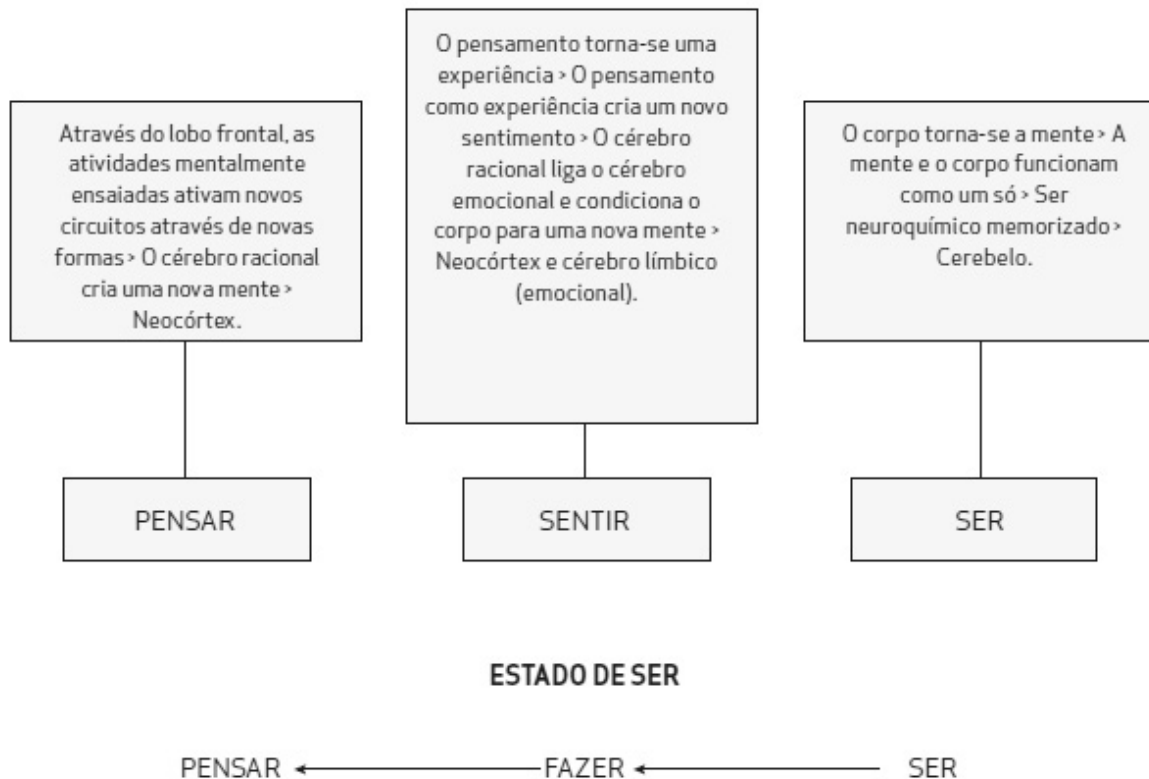 Através do lobo frontal, as
atividades mentalmente
ensaiadas ativam novos
circuitos através de novas
formas > O cérebro racional
cria uma nova mente >
Neocórtex.
O pensamento torna-se uma
experiência > O pensamento
como experiência cria um novo
sentimento > O cérebro
racional liga o cérebro
emocional e condiciona o
corpo para uma nova mente >
Neocórtex e cérebro límbico
(emocional).
O corpo torna-se a mente > A
mente e o corpo funcionam
como um só > Ser
neuroquímico memorizado >
Cerebelo.
PENSAR
SENTIR
SER
ESTADO DE SER
PENSAR FAZER SER